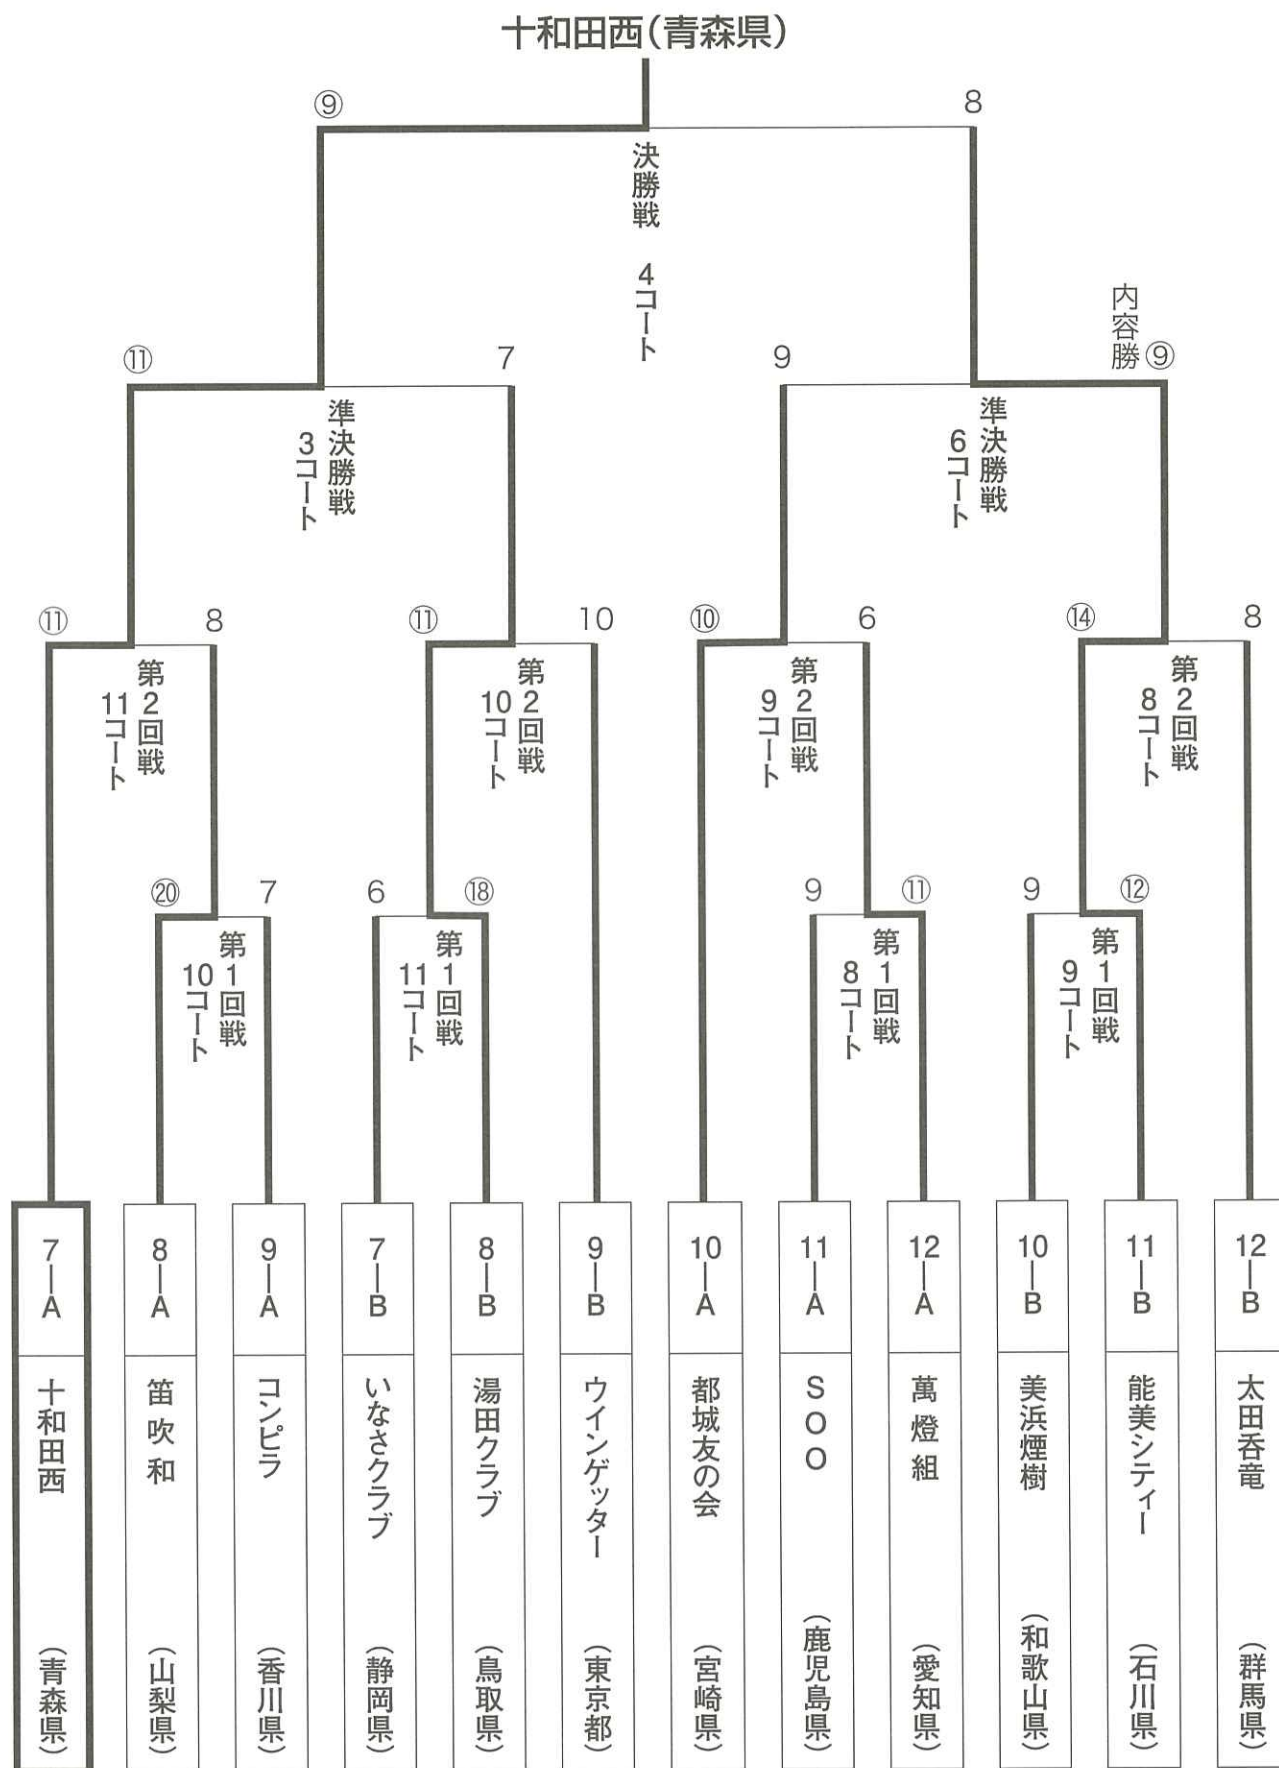 十和田西(青森県)
⑨
8
決勝戦 4コート
内容勝
⑪
7
9
⑨
準決勝戦
3コート
準決勝戦
6コート
⑪
8
⑪
10
⑩
6
⑭
8
第2回戦
11コート
第2回戦
10コート
第2回戦
9コート
第2回戦
8コート
⑳
7
6
⑱
9
⑪
9
⑫
第1回戦
10コート
第1回戦
11コート
第1回戦
8コート
第1回戦
9コート
7―A 十和田西 (青森県)
8―A 笛吹和 (山梨県)
9―A コンピラ (香川県)
7―B いなさクラブ (静岡県)
8―B 湯田クラブ (鳥取県)
9―B ウインゲッター (東京都)
10―A 都城友の会 (宮崎県)
11―A SOO (鹿児島県)
12―A 萬燈組 (愛知県)
10―B 美浜煙樹 (和歌山県)
11―B 能美シティー (石川県)
12―B 太田呑竜 (群馬県)